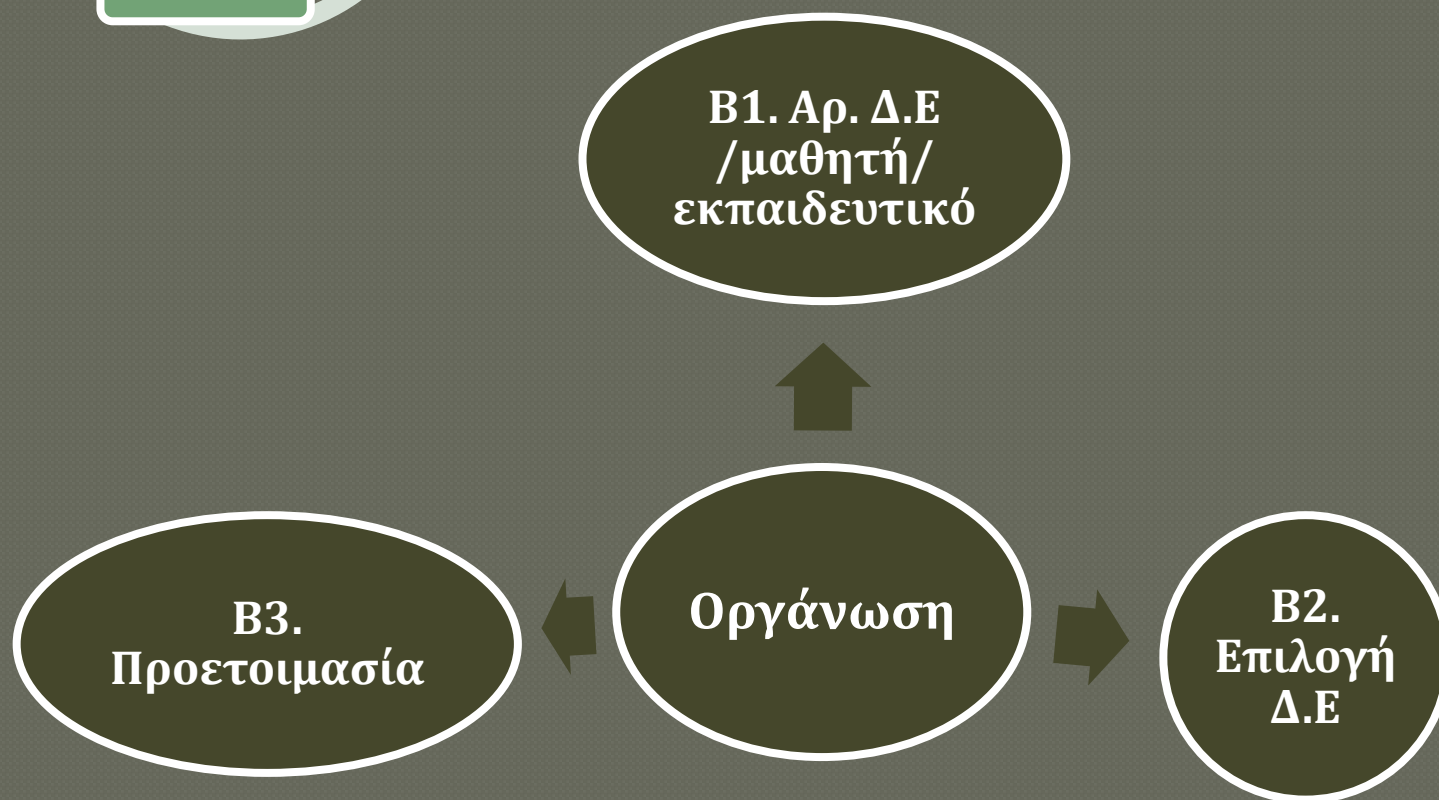 Β1. Αρ. Δ.Ε
/μαθητή/
εκπαιδευτικό
Οργάνωση
Β3.
Προετοιμασία
Β2.
Επιλογή
Δ.Ε